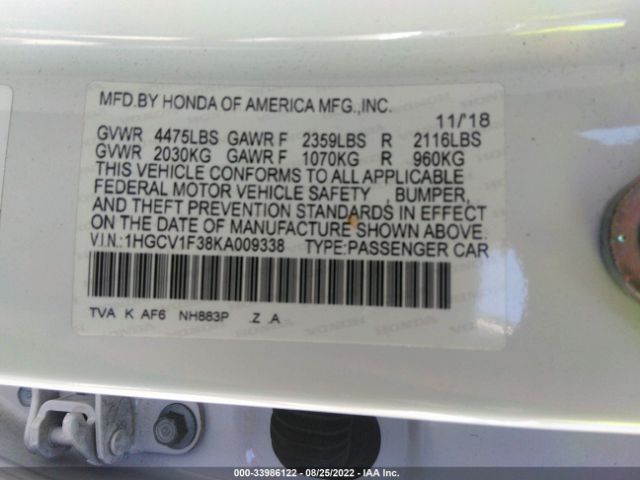 MFD.BY HONDA OF AMERICA MFG.,INC.
11/'18
GVWR 4475LBS GAWR F 2359LBS R 2116LBS
GVWR 2030KG GAWR F 1070KG R 960KG
THIS VEHICLE CONFORMS TO ALL APPLICABLE
FEDERAL MOTOR VEHICLE SAFETY , BUMPER,
AND THEFT PREVENTION STANDARDS IN EFFECT
ON THE DATE OF MANUFACTURE SHOWN ABOVE.
V.I.N.:1HGCV1F38KA009338 TYPE:PASSENGER CAR
TVA K AF6 NH883P .Z .A
000-33986122 - 08/25/2022 - IAA Inc.